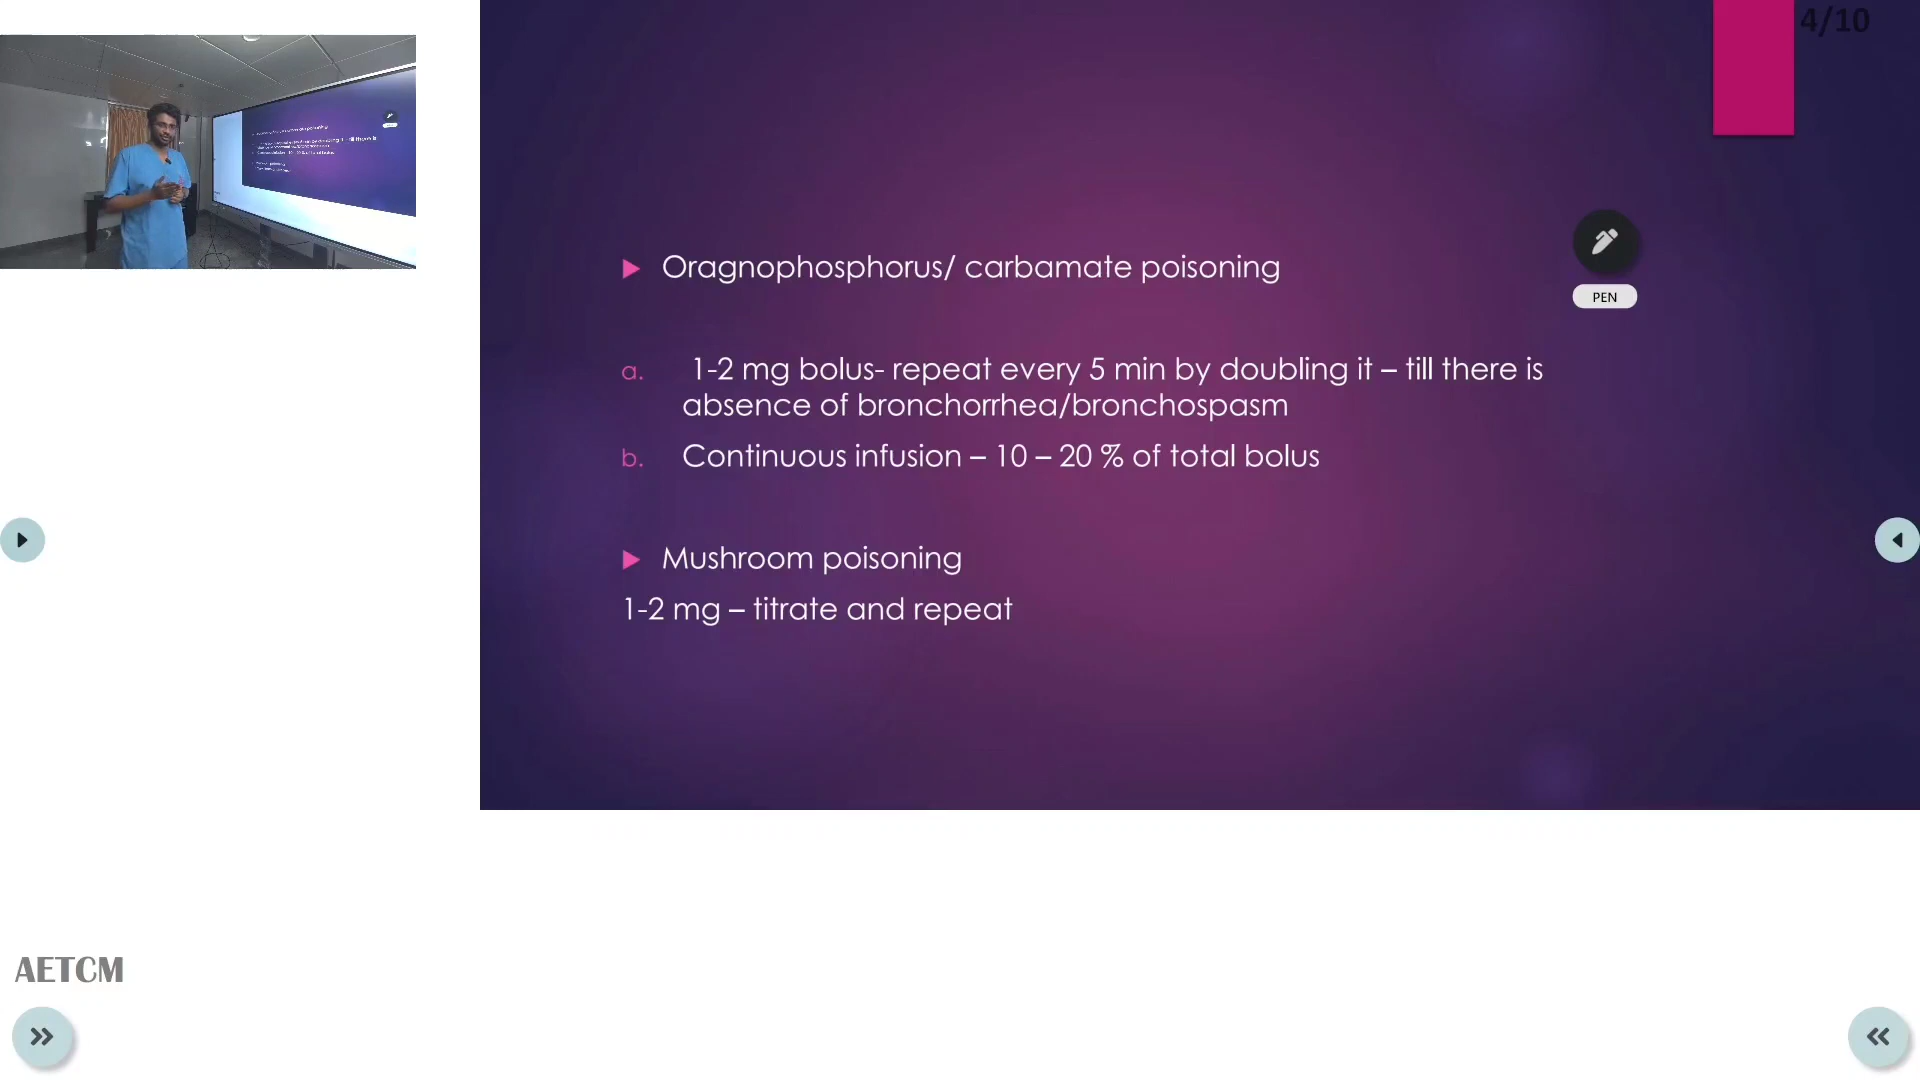 4/10
Oragnophosphorus/ carbamate poisoning
PEN
a. 1-2 mg bolus- repeat every 5 min by doubling it – till there is
absence of bronchorrhea/bronchospasm
b. Continuous infusion – 10 – 20 % of total bolus
Mushroom poisoning
1-2 mg – titrate and repeat
AETCM